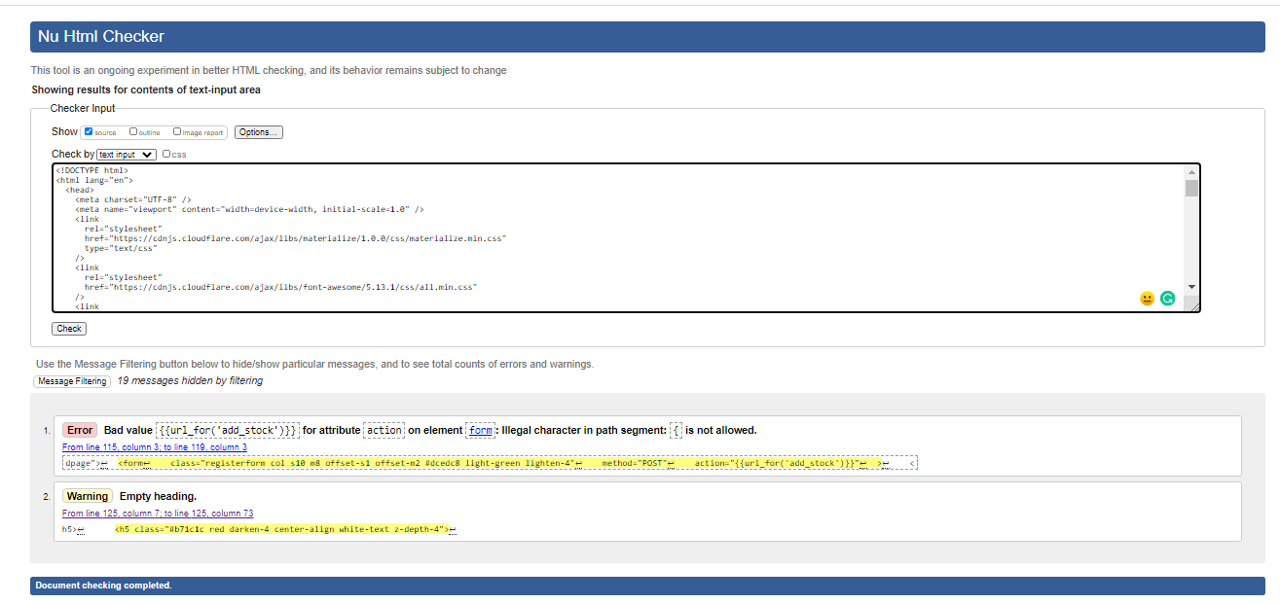 Nu Html Checker
This tool is an ongoing experiment in better HTML checking, and its behavior remains subject to change
Showing results for contents of text-input area
Checker Input
Show source outline image report Options...
Check by text input css
<!DOCTYPE html>
<html lang="en">
<head>
<meta charset="UTF-8" />
<meta name="viewport" content="width=device-width, initial-scale=1.0" />
<link
rel="stylesheet"
href="https://cdnjs.cloudflare.com/ajax/libs/materialize/1.0.0/css/materialize.min.css"
type="text/css"
/>
<link
rel="stylesheet"
href="https://cdnjs.cloudflare.com/ajax/libs/font-awesome/5.13.1/css/all.min.css"
/>
<link
Check
Use the Message Filtering button below to hide/show particular messages, and to see total counts of errors and warnings.
Message Filtering 19 messages hidden by filtering
1. Error Bad value {{url_for('add_stock')}} for attribute action on element form: Illegal character in path segment: { is not allowed.
From line 115, column 3; to line 119, column 3
dpage">↩ <form↩ class="registerform col s10 m8 offset-s1 offset-m2 #dcedc8 light-green lighten-4"↩ method="POST"↩ action="{{url_for('add_stock')}}"↩ >↩ <
2. Warning Empty heading.
From line 125, column 7; to line 125, column 73
h5>↩ <h5 class="#b71c1c red darken-4 center-align white-text z-depth-4">↩
Document checking completed.